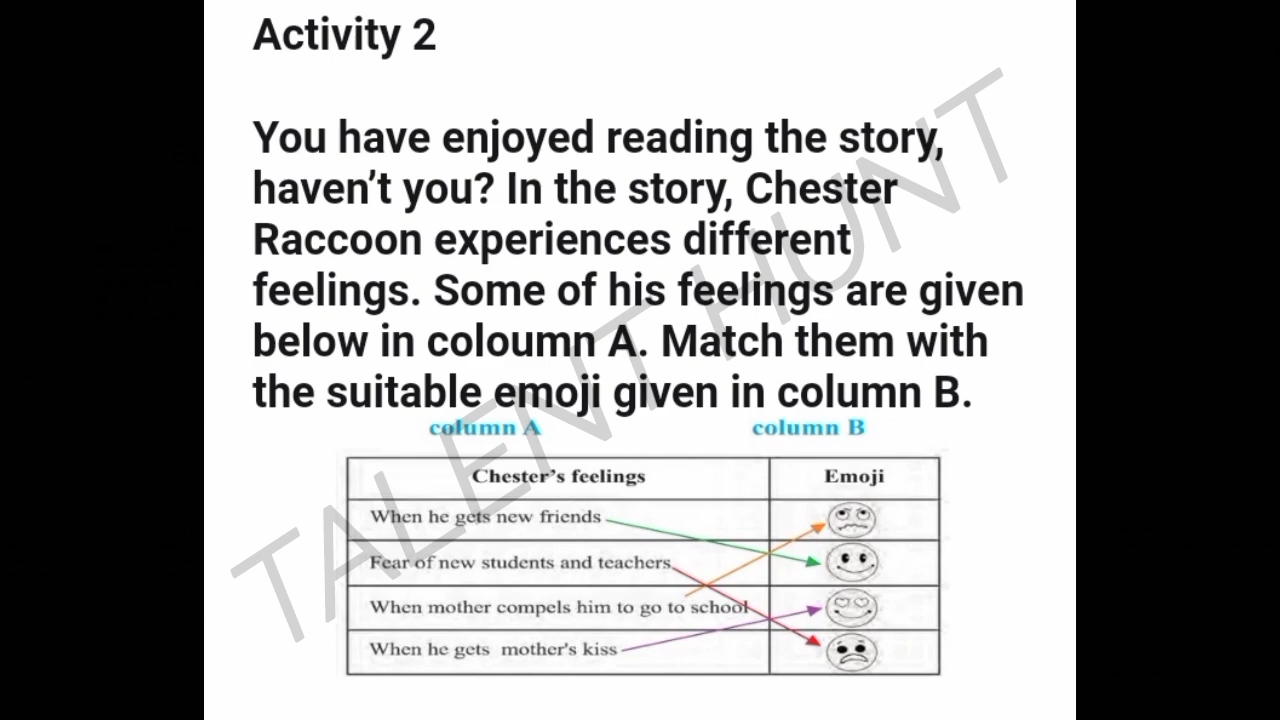 Activity 2
You have enjoyed reading the story,
haven’t you? In the story, Chester
Raccoon experiences different
feelings. Some of his feelings are given
below in coloumn A. Match them with
the suitable emoji given in column B.
column A column B
Chester’s feelings Emoji
When he gets new friends
Fear of new students and teachers
When mother compels him to go to school
When he gets mother's kiss
TALENT HUNT